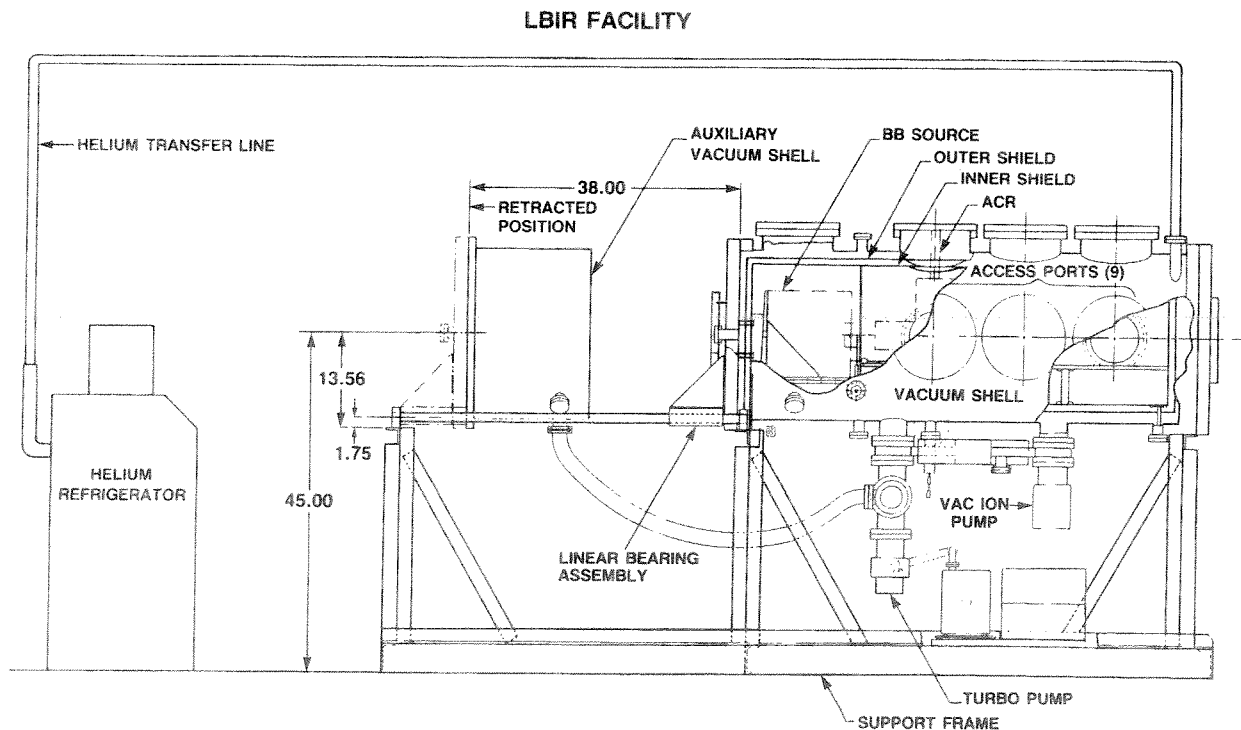 LBIR FACILITY
HELIUM TRANSFER LINE
AUXILIARY
VACUUM SHELL
BB SOURCE
OUTER SHIELD
INNER SHIELD
ACR
38.00
RETRACTED
POSITION
ACCESS PORTS (9)
13.56
1.75
45.00
VACUUM SHELL
HELIUM
REFRIGERATOR
VAC ION
PUMP
LINEAR BEARING
ASSEMBLY
TURBO PUMP
SUPPORT FRAME